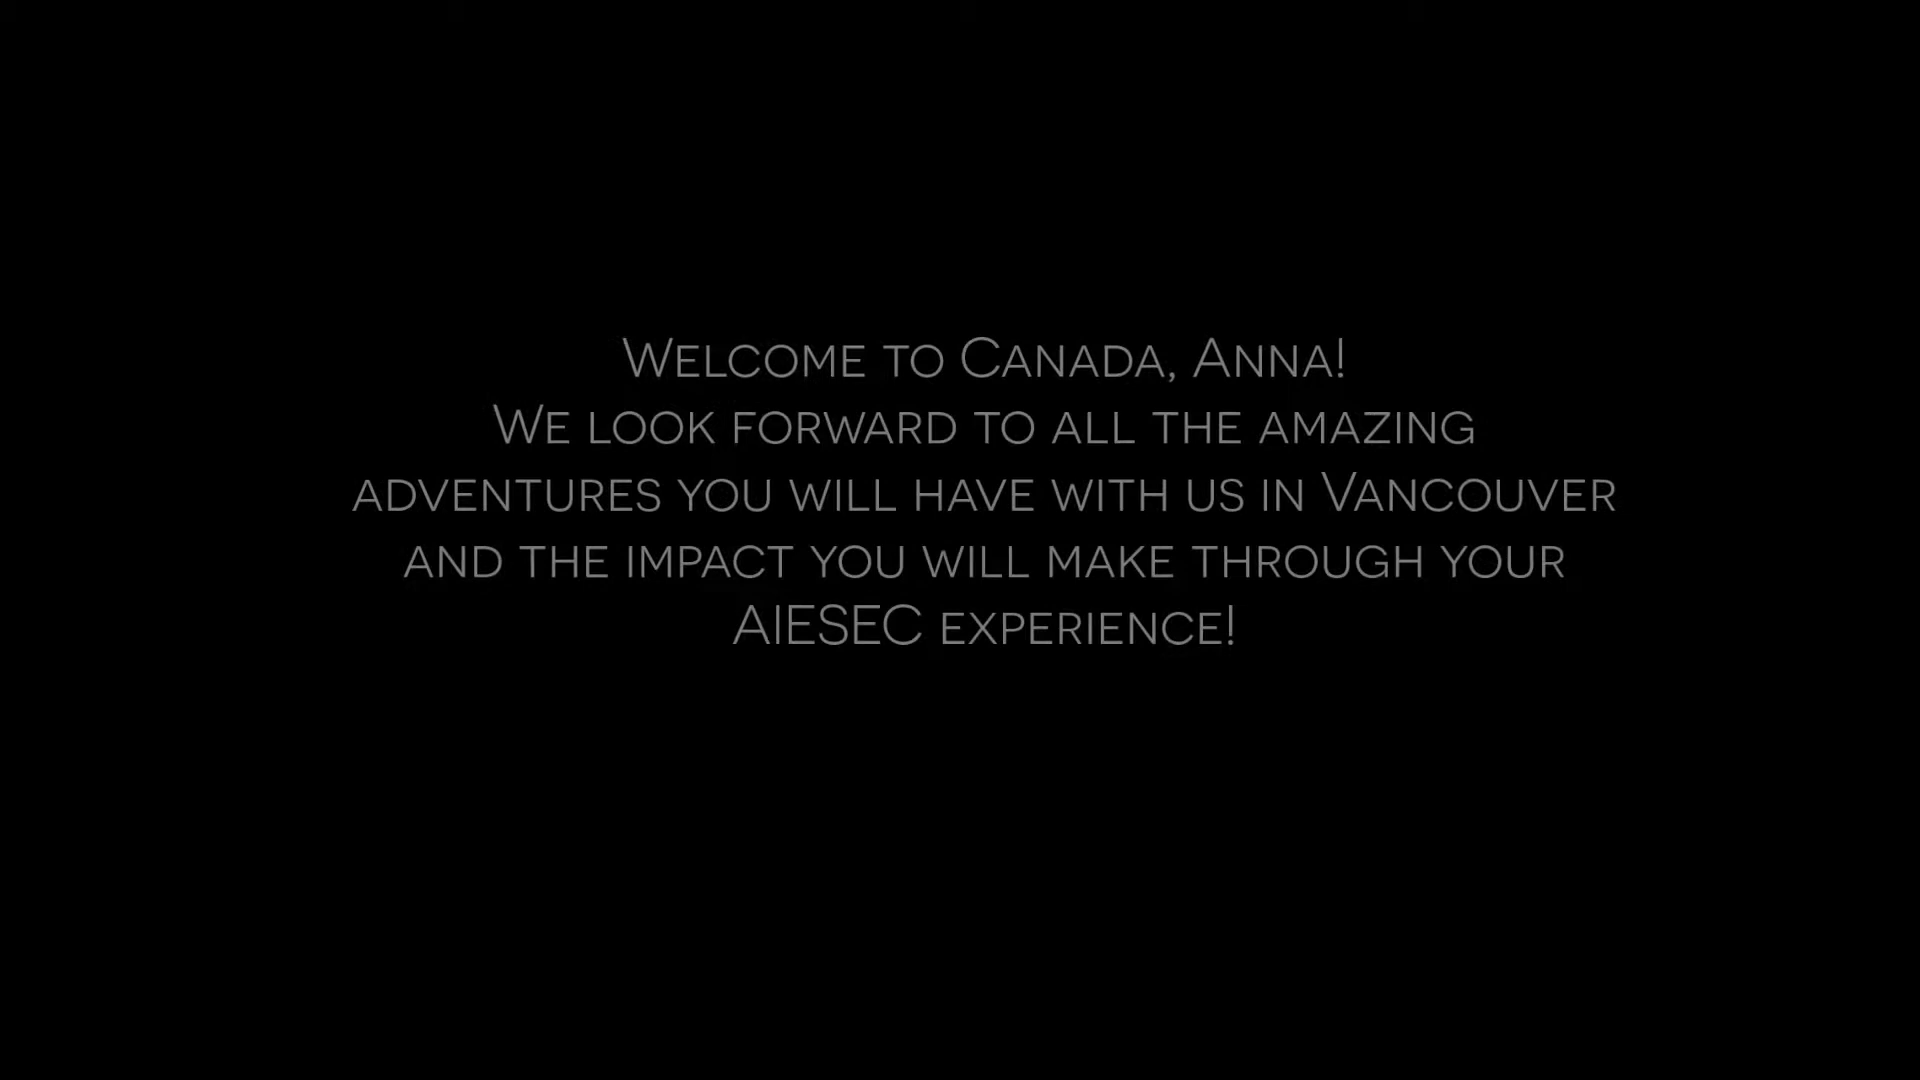 Welcome to Canada, Anna!
We look forward to all the amazing
adventures you will have with us in Vancouver
and the impact you will make through your
AIESEC experience!